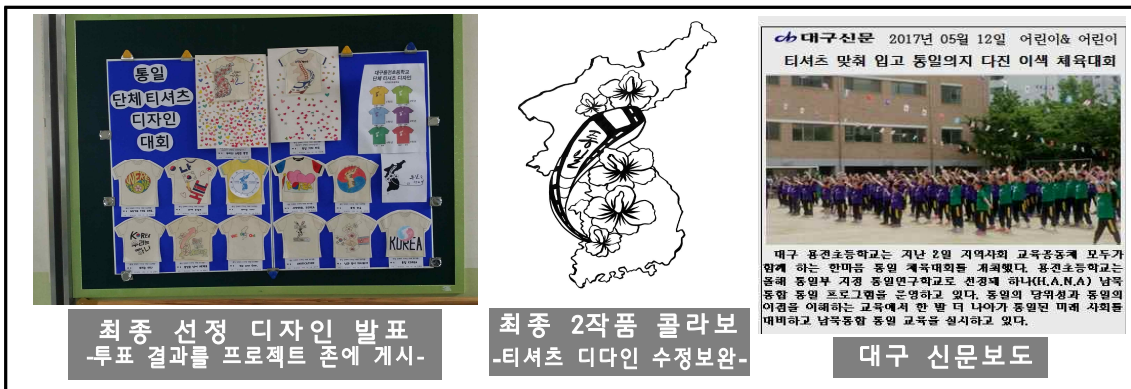 통일
단체 티셔츠
디자인
대회
KOREA
최종 선정 디자인 발표
-투표 결과를 프로젝트 존에 게시-
통일
최종 2작품 콜라보
-티셔츠 디다인 수정보완-
대구신문 2017년 05월 12일 어린이& 어린이
티셔츠 맞춰 입고 통일의지 다진 이색 체육대회
대구 용전초등학교는 지난 2일 지역사회 교육공동체 모두가
함께 하는 한마음 통일 체육대회를 개최했다. 용전초등학교는
올해 통일부 지정 통일연구학교로 선정돼 하나(H.A.N.A) 남북
통합 통일 프로그램을 운영하고 있다. 통일의 당위성과 통일의
이점을 이해하는 교육에서 한 발 더 나아가 통일된 미래 사회를
대비하고 남북통합 통일 교육을 실시하고 있다.
대구 신문보도